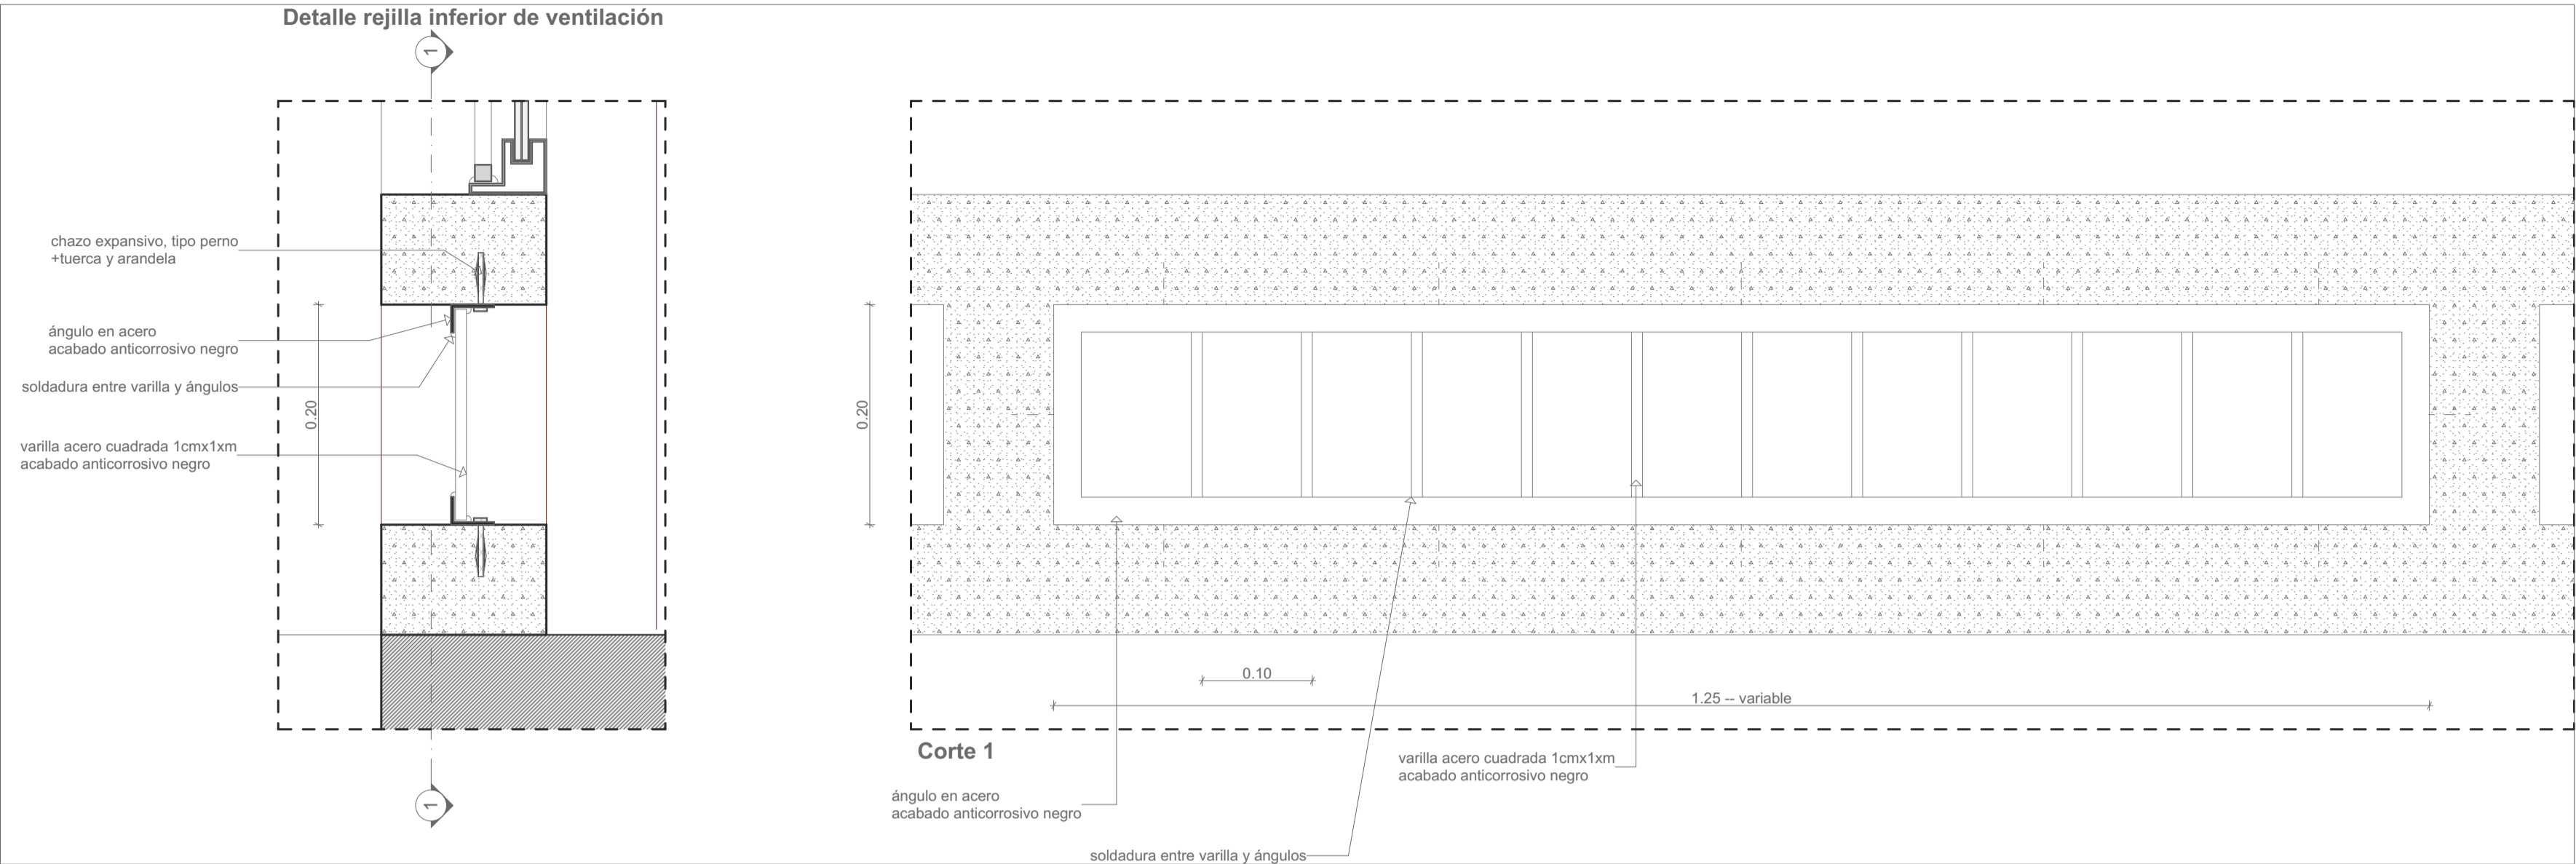 Detalle rejilla inferior de ventilación
1
chazo expansivo, tipo perno
+tuerca y arandela
ángulo en acero
acabado anticorrosivo negro
soldadura entre varilla y ángulos
0.20
varilla acero cuadrada 1cmx1xm
acabado anticorrosivo negro
1
0.20
0.10
1.25 -- variable
Corte 1
varilla acero cuadrada 1cmx1xm
acabado anticorrosivo negro
ángulo en acero
acabado anticorrosivo negro
soldadura entre varilla y ángulos